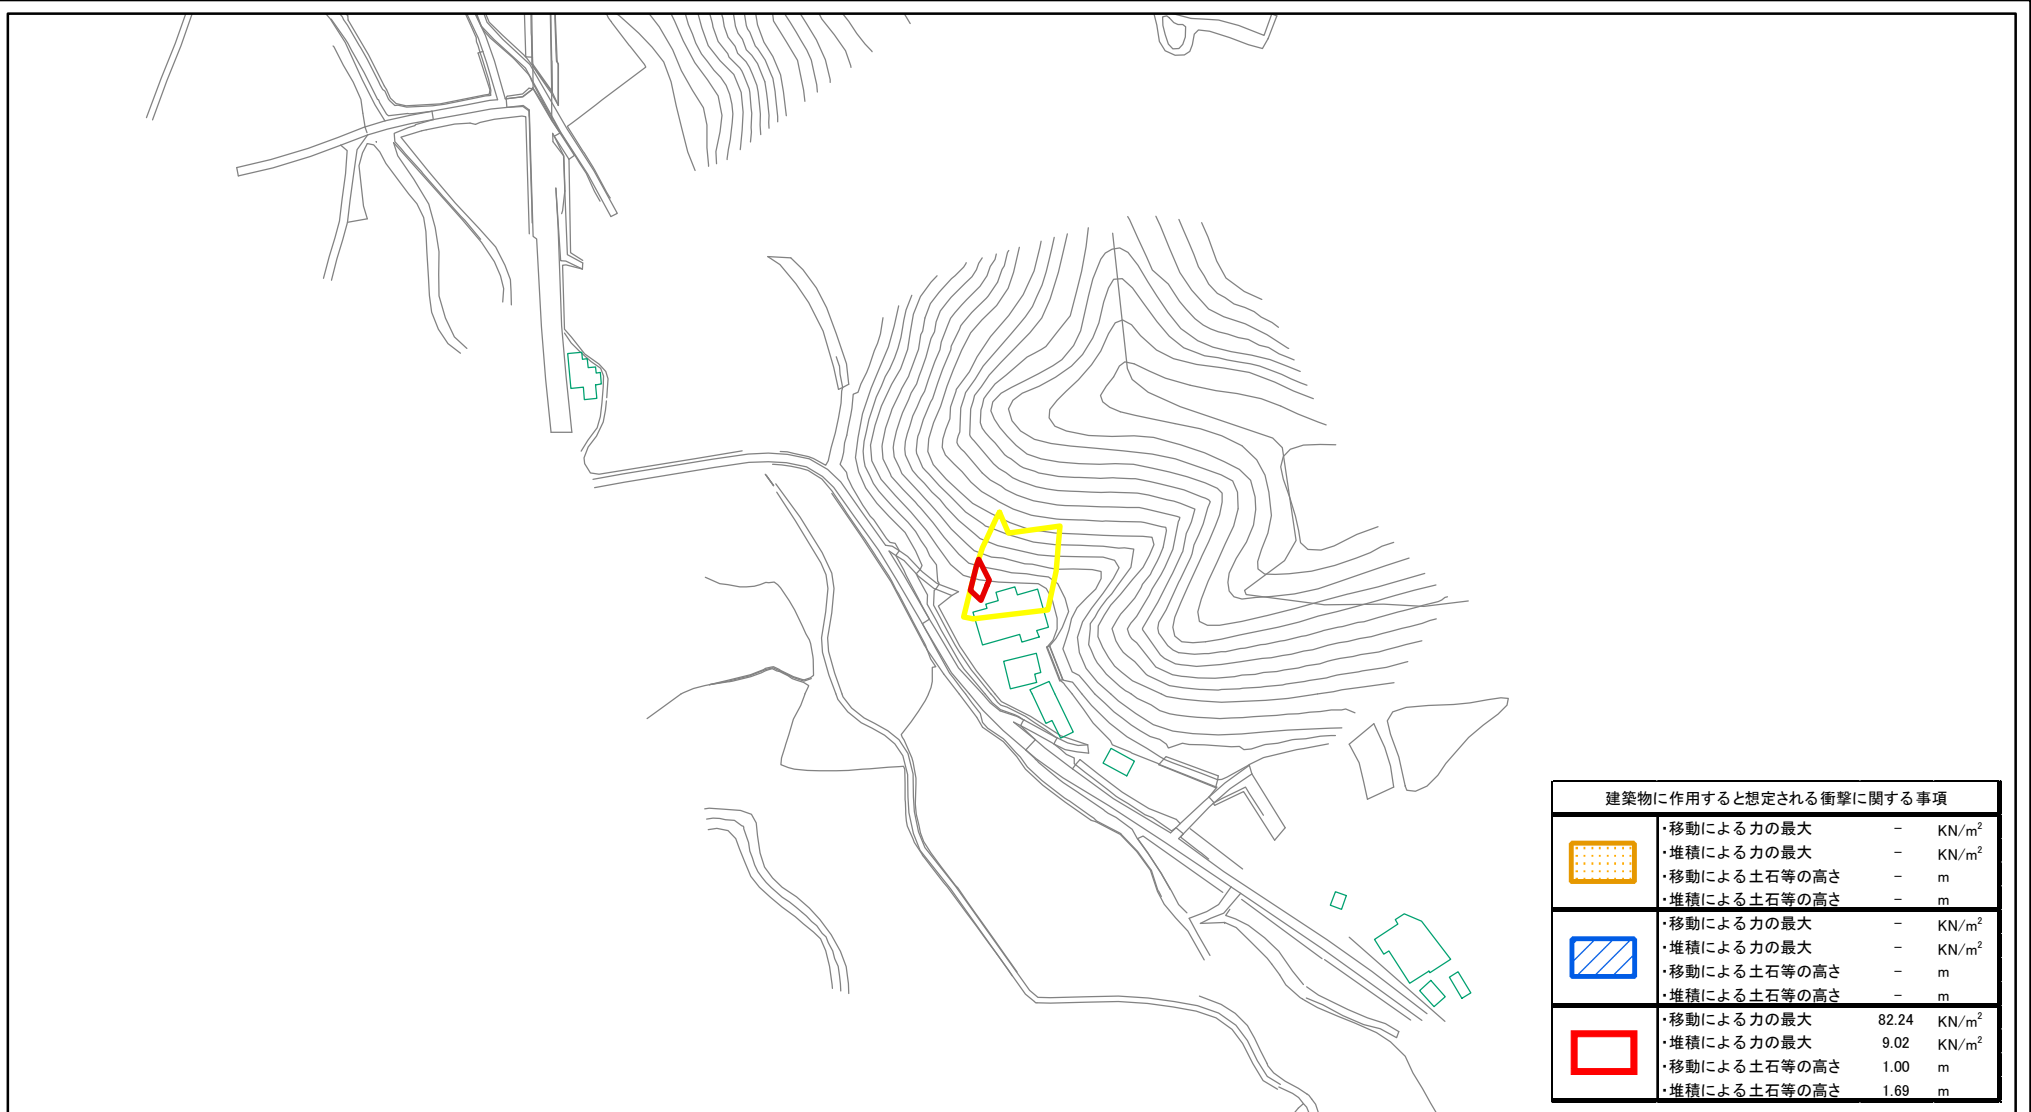 建築物に作用すると想定される衝撃に関する事項
・移動による力の最大 － KN/m²
・堆積による力の最大 － KN/m²
・移動による土石等の高さ － m
・堆積による土石等の高さ － m
・移動による力の最大 － KN/m²
・堆積による力の最大 － KN/m²
・移動による土石等の高さ － m
・堆積による土石等の高さ － m
・移動による力の最大 82.24 KN/m²
・堆積による力の最大 9.02 KN/m²
・移動による土石等の高さ 1.00 m
・堆積による土石等の高さ 1.69 m